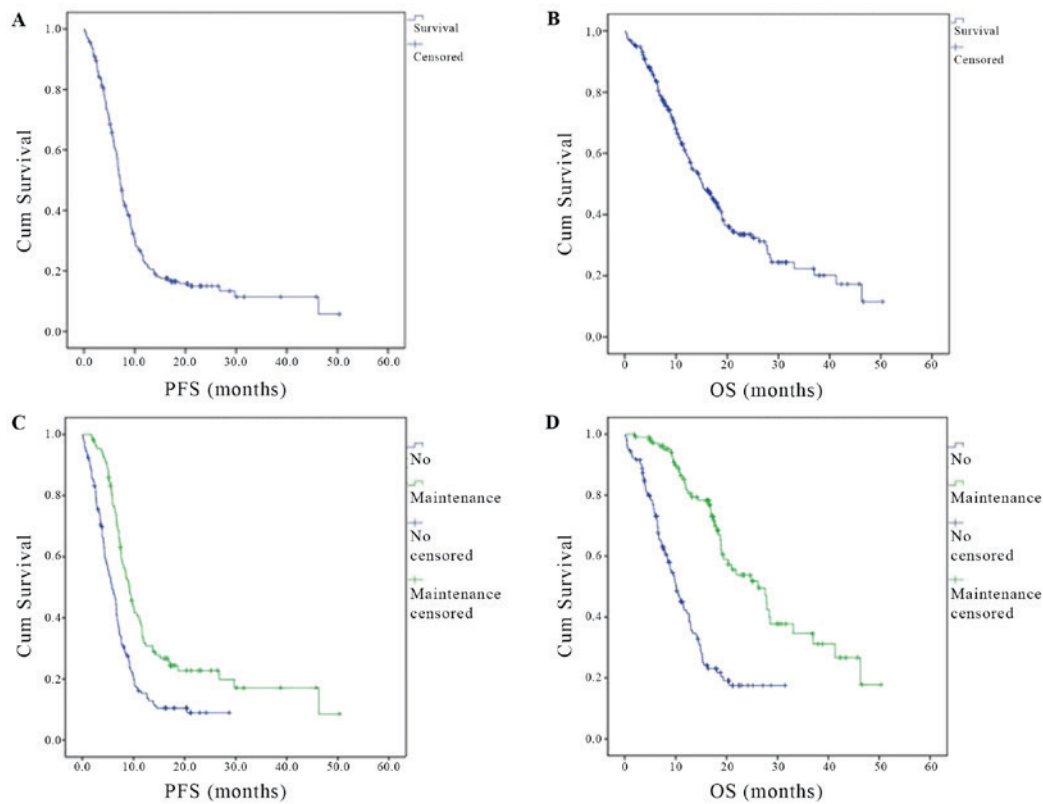 A
Survival
Censored
1.0
0.8
0.6
0.4
0.2
0.0
Cum Survival
0.0 10.0 20.0 30.0 40.0 50.0 60.0
PFS (months)
B
Survival
Censored
1.0
0.8
0.6
0.4
0.2
0.0
Cum Survival
0 10 20 30 40 50 60
OS (months)
C
No
Maintenance
No
censored
Maintenance
censored
1.0
0.8
0.6
0.4
0.2
0.0
Cum Survival
0.0 10.0 20.0 30.0 40.0 50.0 60.0
PFS (months)
D
No
Maintenance
No
censored
Maintenance
censored
1.0
0.8
0.6
0.4
0.2
0.0
Cum Survival
0 10 20 30 40 50 60
OS (months)